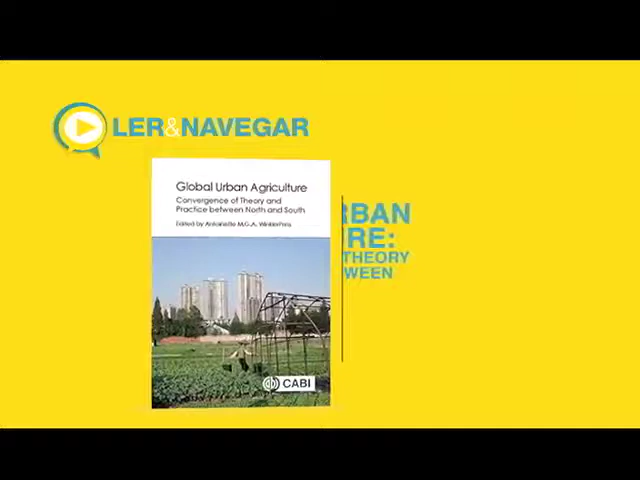 LER&NAVEGAR
Global Urban Agriculture
Convergence of Theory and
Practice between North and South
Edited by Antoinette M.G.A. WinklerPrins
CABI
RBAN
RE:
THEORY
WEEN